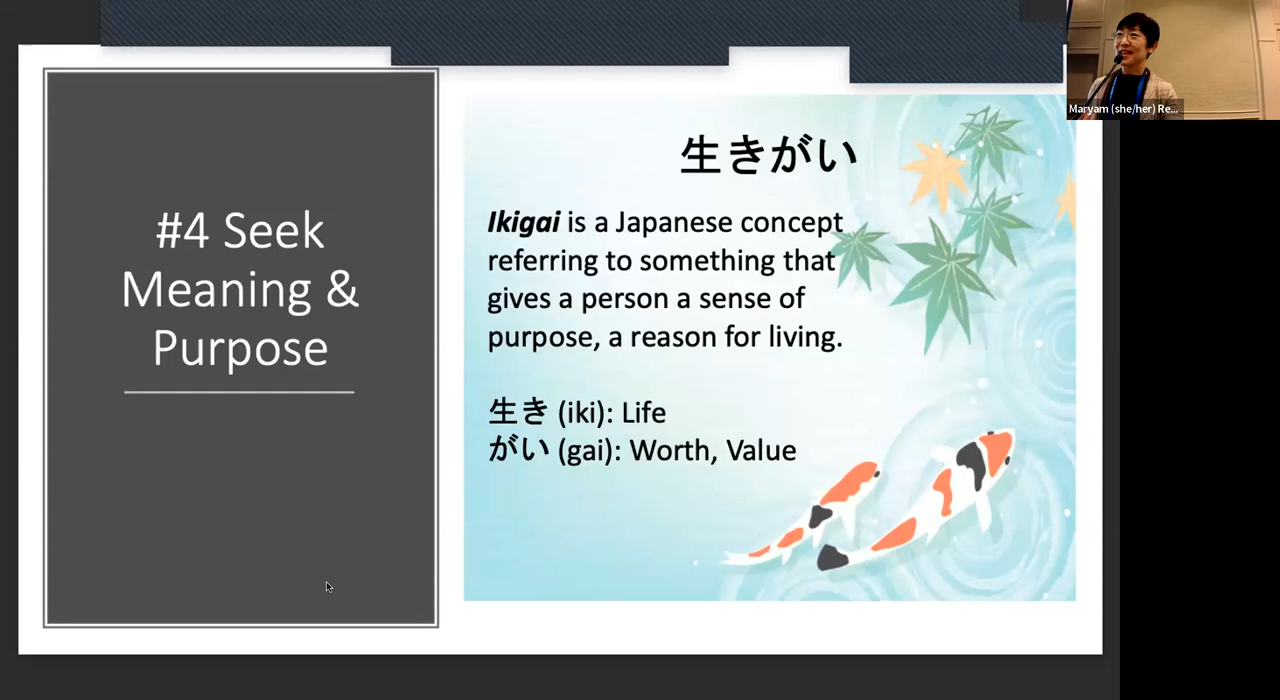 #4 Seek
Meaning &
Purpose
生きがい
Ikigai is a Japanese concept
referring to something that
gives a person a sense of
purpose, a reason for living.
生き (iki): Life
がい (gai): Worth, Value
Maryam (she/her) Re...